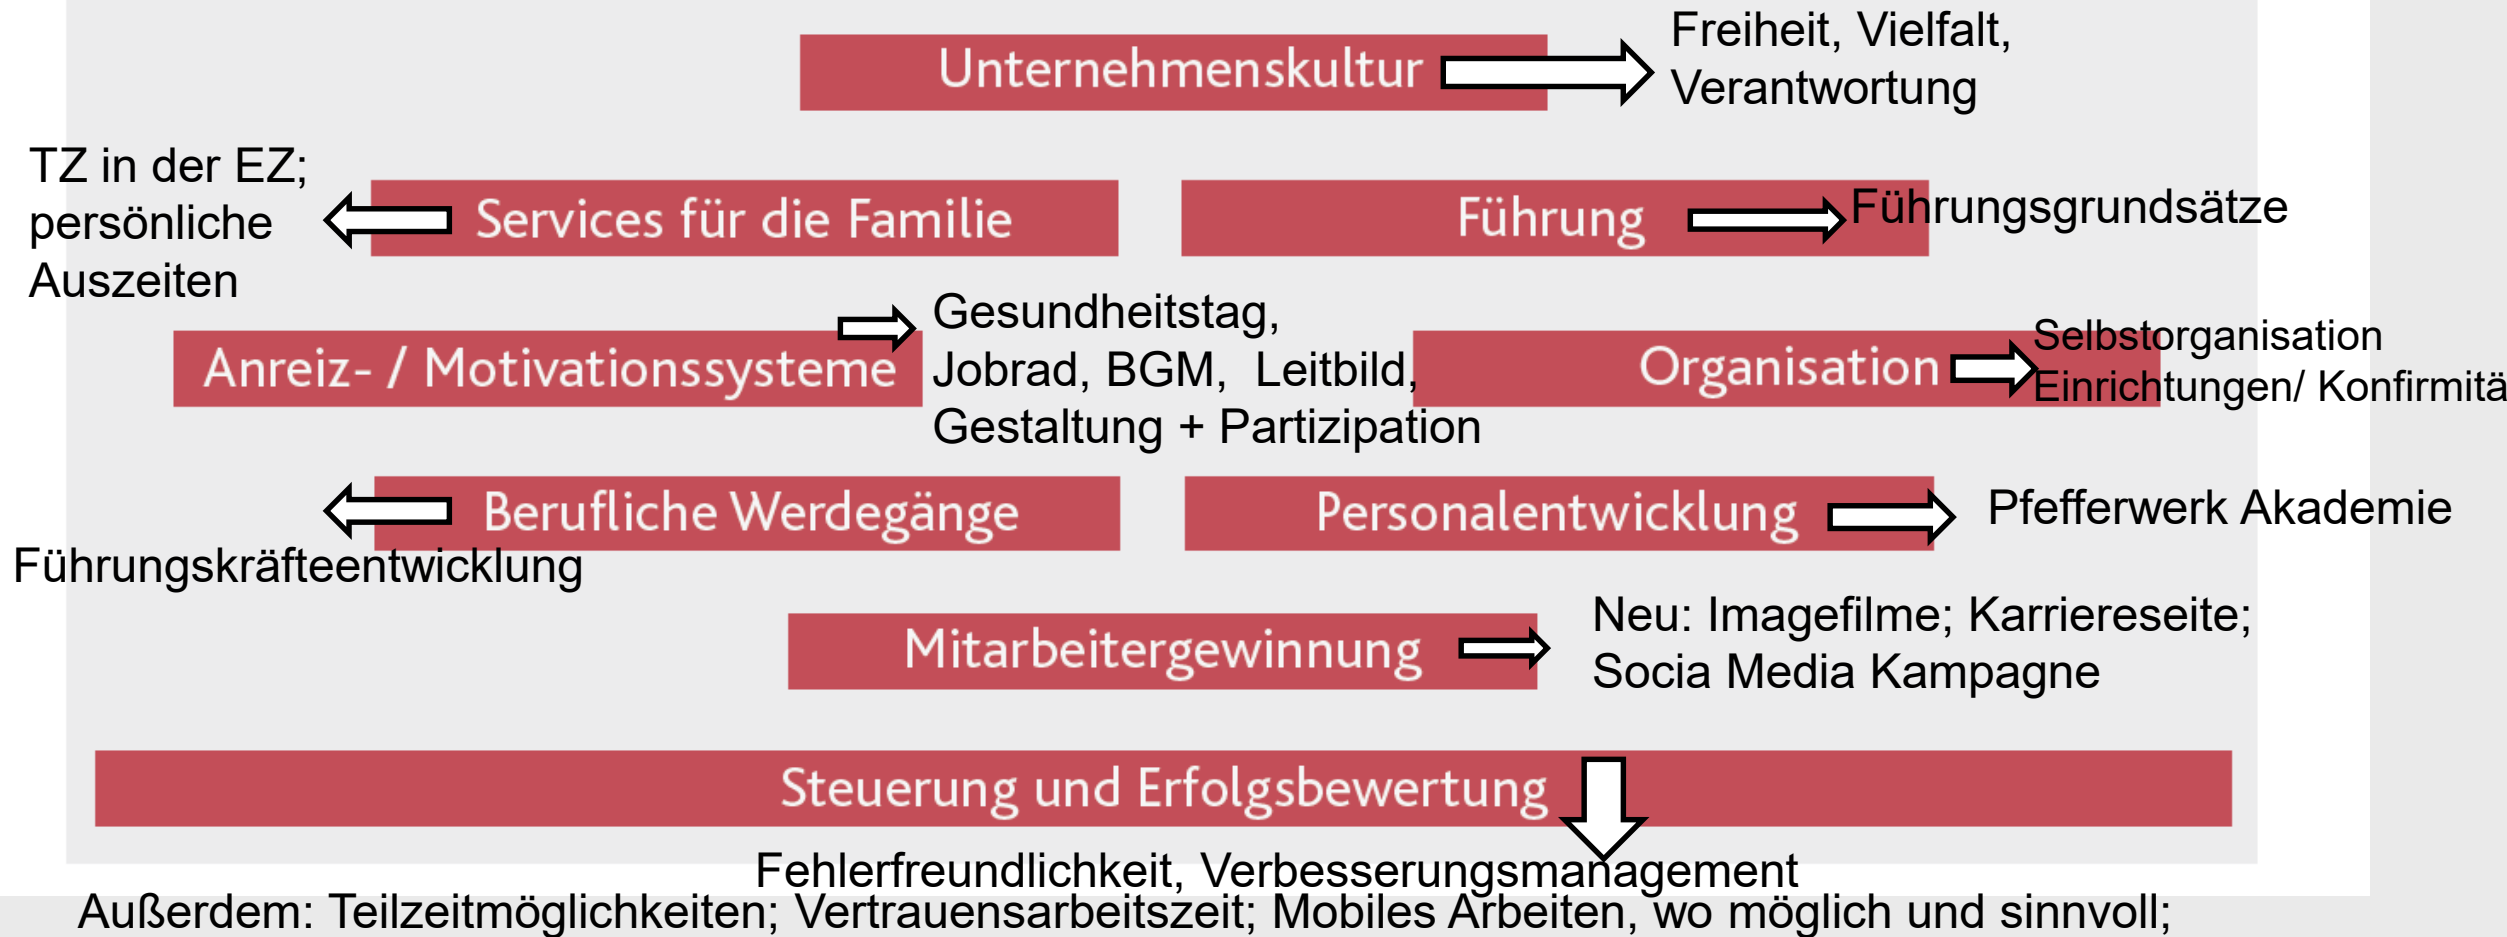 Unternehmenskultur
Freiheit, Vielfalt,
Verantwortung
TZ in der EZ;
persönliche
Auszeiten
Services für die Familie
Führung
Führungsgrundsätze
Anreiz- / Motivationssysteme
Gesundheitstag,
Jobrad, BGM, Leitbild,
Gestaltung + Partizipation
Organisation
Selbstorganisation
Einrichtungen/ Konfirmitä
Berufliche Werdegänge
Führungskräfteentwicklung
Personalentwicklung
Pfefferwerk Akademie
Mitarbeitergewinnung
Neu: Imagefilme; Karriereseite;
Socia Media Kampagne
Steuerung und Erfolgsbewertung
Fehlerfreundlichkeit, Verbesserungsmanagement
Außerdem: Teilzeitmöglichkeiten; Vertrauensarbeitszeit; Mobiles Arbeiten, wo möglich und sinnvoll;